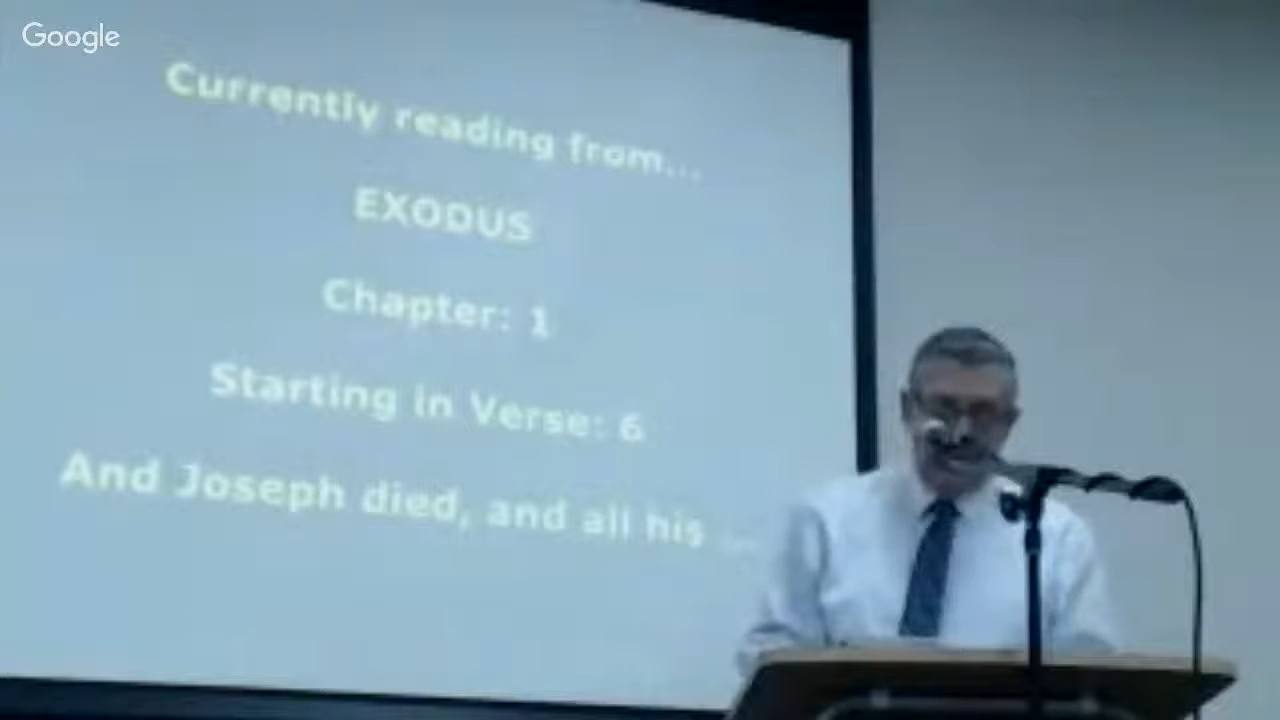 Google
Currently reading from...
EXODUS
Chapter: 1
Starting in Verse: 6
And Joseph died, and all his ...